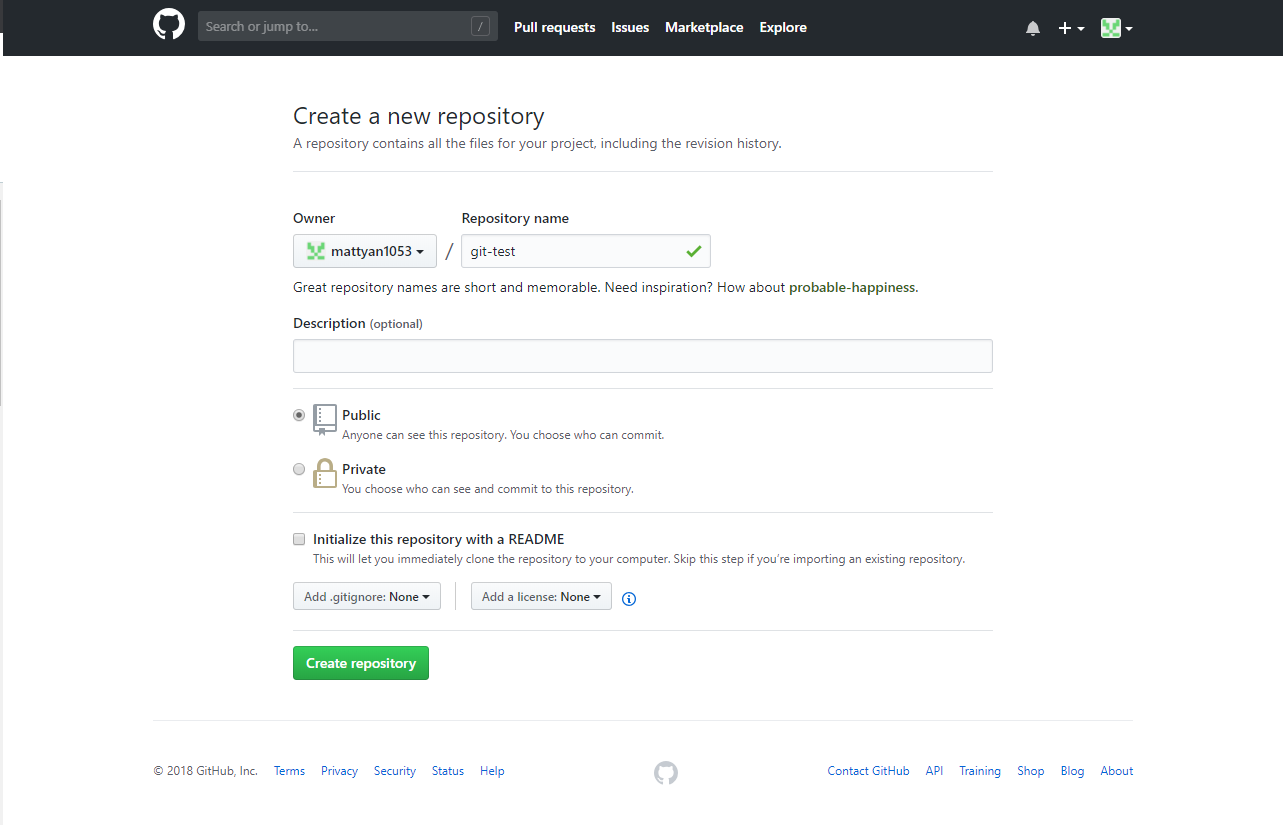 Search or jump to... / Pull requests Issues Marketplace Explore
Create a new repository
A repository contains all the files for your project, including the revision history.
Owner Repository name
mattyan1053 / git-test
Great repository names are short and memorable. Need inspiration? How about probable-happiness.
Description (optional)
Public
Anyone can see this repository. You choose who can commit.
Private
You choose who can see and commit to this repository.
Initialize this repository with a README
This will let you immediately clone the repository to your computer. Skip this step if you're importing an existing repository.
Add .gitignore: None Add a license: None
Create repository
© 2018 GitHub, Inc. Terms Privacy Security Status Help Contact GitHub API Training Shop Blog About